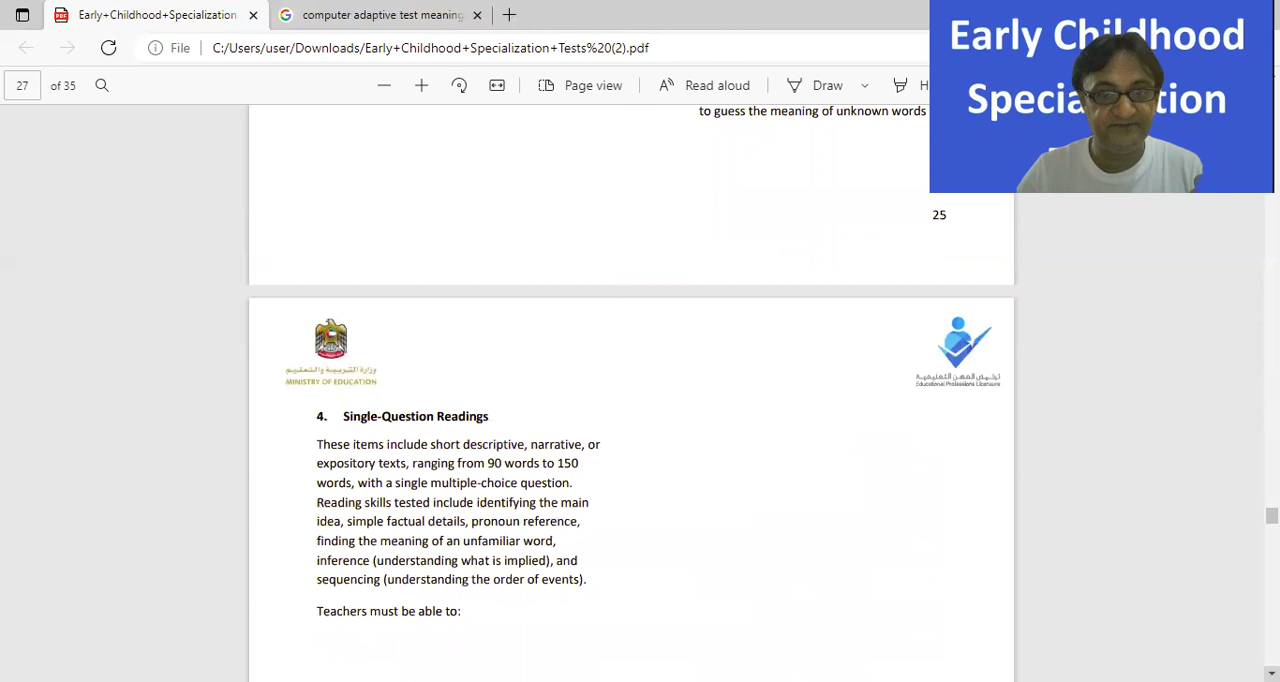 Early+Childhood+Specialization
computer adaptive test meaning
File
C:/Users/user/Downloads/Early+Childhood+Specialization+Tests%20(2).pdf
27
of 35
Page view
Read aloud
Draw
H
Early Childhood
Specialization
to guess the meaning of unknown words
25
وزارة التربية والتعليم
MINISTRY OF EDUCATION
ترخيص المهن التعليمية
Educational Professions Licensure
4. Single-Question Readings
These items include short descriptive, narrative, or
expository texts, ranging from 90 words to 150
words, with a single multiple-choice question.
Reading skills tested include identifying the main
idea, simple factual details, pronoun reference,
finding the meaning of an unfamiliar word,
inference (understanding what is implied), and
sequencing (understanding the order of events).
Teachers must be able to: